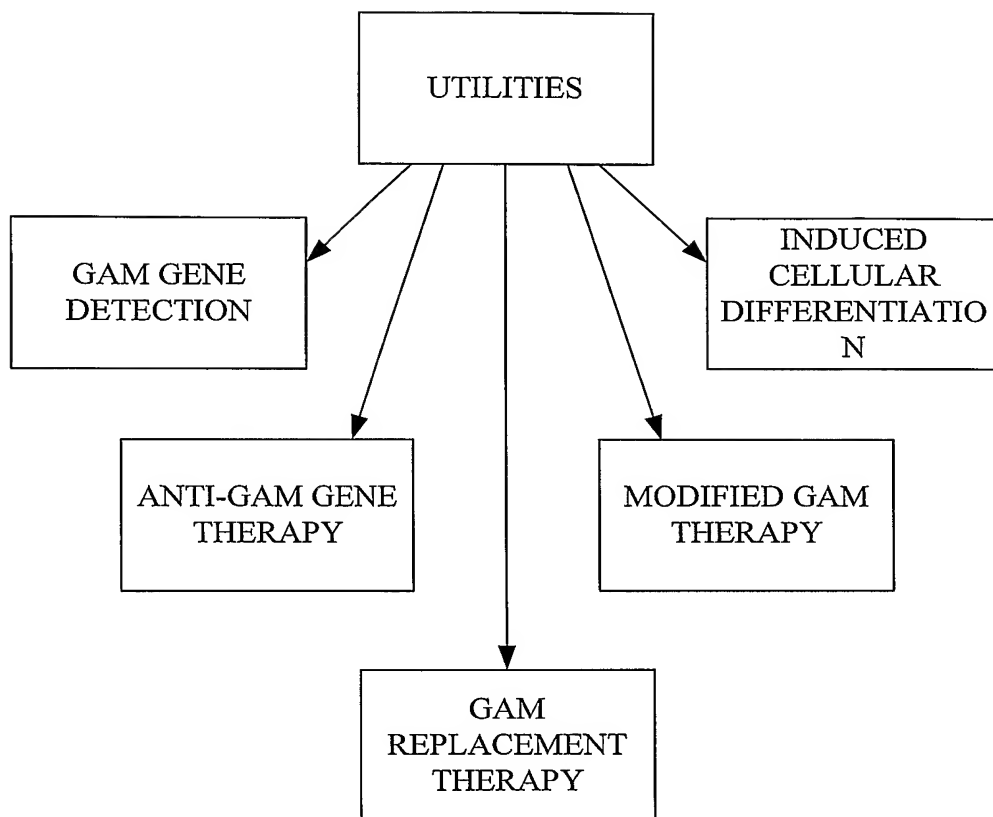 UTILITIES
GAM GENE
DETECTION
INDUCED
CELLULAR
DIFFERENTIATIO
N
ANTI-GAM GENE
THERAPY
MODIFIED GAM
THERAPY
GAM
REPLACEMENT
THERAPY